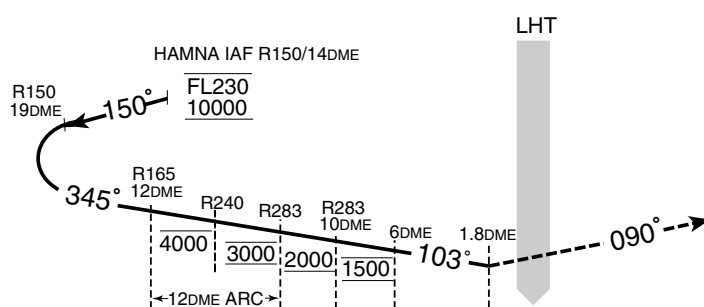 LHT
HAMNA IAF R150/14DME
FL230
10000
R150
19DME
150°
R165
12DME
345°
R240
R283
R283
10DME
6DME
1.8DME
090°
103°
4000
3000
2000
1500
12DME ARC